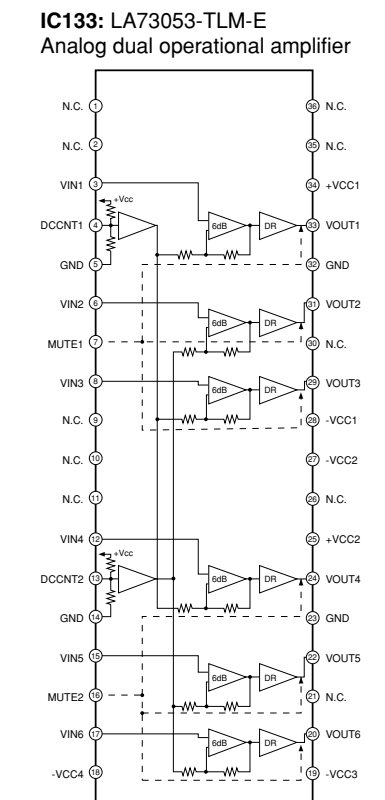 IC133: LA73053-TLM-E
Analog dual operational amplifier
N.C. 1 36 N.C.
N.C. 2 35 N.C.
VIN1 3 34 +VCC1
+Vcc
DCCNT1 4 6dB DR 33 VOUT1
GND 5 32 GND
VIN2 6 31 VOUT2
6dB DR
MUTE1 7 30 N.C.
VIN3 8 29 VOUT3
6dB DR
N.C. 9 28 -VCC1
N.C. 10 27 -VCC2
N.C. 11 26 N.C.
VIN4 12 25 +VCC2
+Vcc
DCCNT2 13 6dB DR 24 VOUT4
GND 14 23 GND
VIN5 15 22 VOUT5
6dB DR
MUTE2 16 21 N.C.
VIN6 17 20 VOUT6
6dB DR
-VCC4 18 19 -VCC3